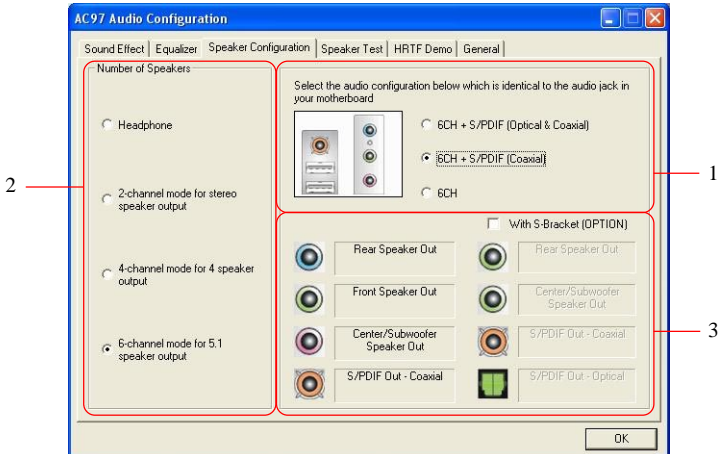 AC97 Audio Configuration
Sound Effect Equalizer Speaker Configuration Speaker Test HRTF Demo General
Number of Speakers
Headphone
2-channel mode for stereo
speaker output
4-channel mode for 4 speaker
output
6-channel mode for 5.1
speaker output
2
Select the audio configuration below which is identical to the audio jack in
your motherboard
6CH + S/PDIF (Optical & Coaxial)
6CH + S/PDIF (Coaxial)
6CH
1
With S-Bracket (OPTION)
Rear Speaker Out
Rear Speaker Out
Front Speaker Out
Center/Subwoofer
Speaker Out
Center/Subwoofer
Speaker Out
S/PDIF Out - Coaxial
S/PDIF Out - Coaxial
S/PDIF Out - Optical
3
OK